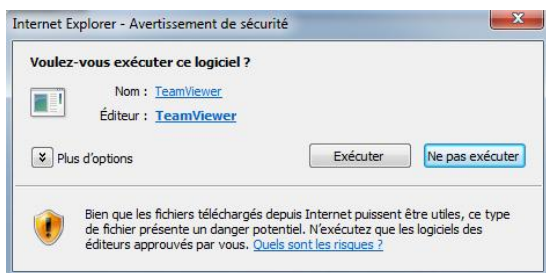 Internet Explorer - Avertissement de sécurité
Voulez-vous exécuter ce logiciel ?
Nom : TeamViewer
Éditeur : TeamViewer
Plus d'options
Exécuter
Ne pas exécuter
Bien que les fichiers téléchargés depuis Internet puissent être utiles, ce type
de fichier présente un danger potentiel. N'exécutez que les logiciels des
éditeurs approuvés par vous. Quels sont les risques ?